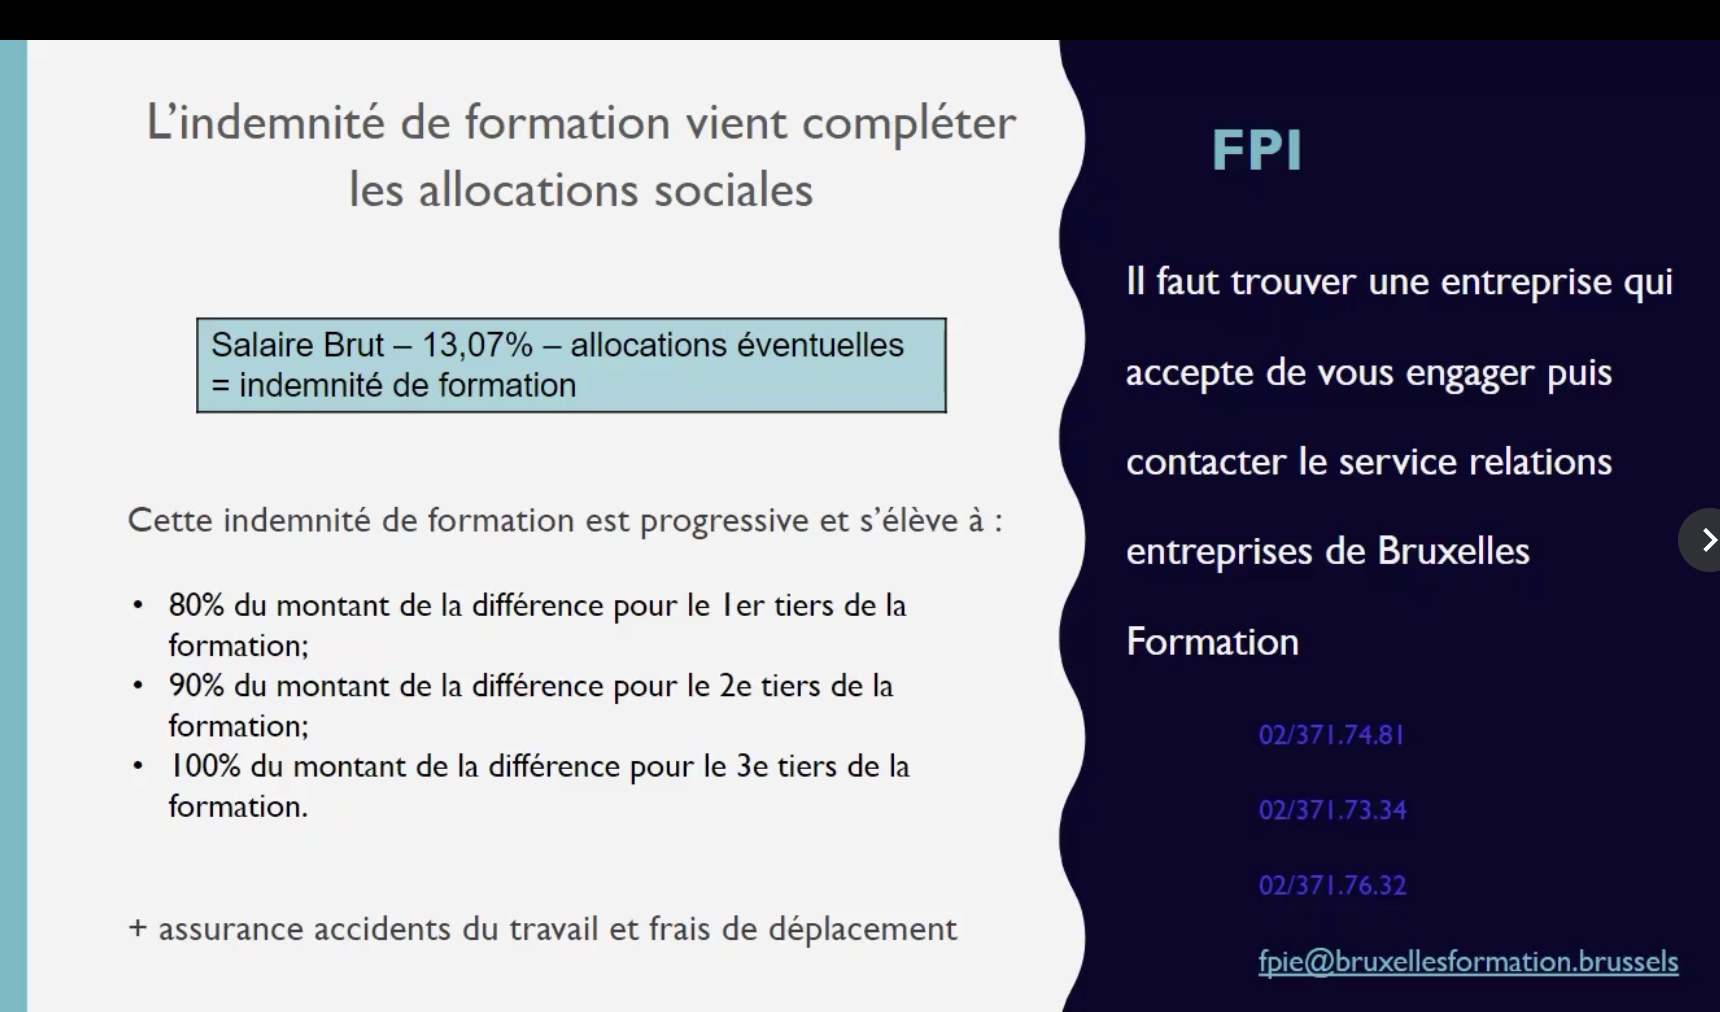 L'indemnité de formation vient compléter
les allocations sociales
Salaire Brut – 13,07% – allocations éventuelles
= indemnité de formation
Cette indemnité de formation est progressive et s'élève à :
• 80% du montant de la différence pour le 1er tiers de la
formation;
• 90% du montant de la différence pour le 2e tiers de la
formation;
• 100% du montant de la différence pour le 3e tiers de la
formation.
+ assurance accidents du travail et frais de déplacement
FPI
Il faut trouver une entreprise qui
accepte de vous engager puis
contacter le service relations
entreprises de Bruxelles
Formation
02/371.74.81
02/371.73.34
02/371.76.32
fpie@bruxellesformation.brussels